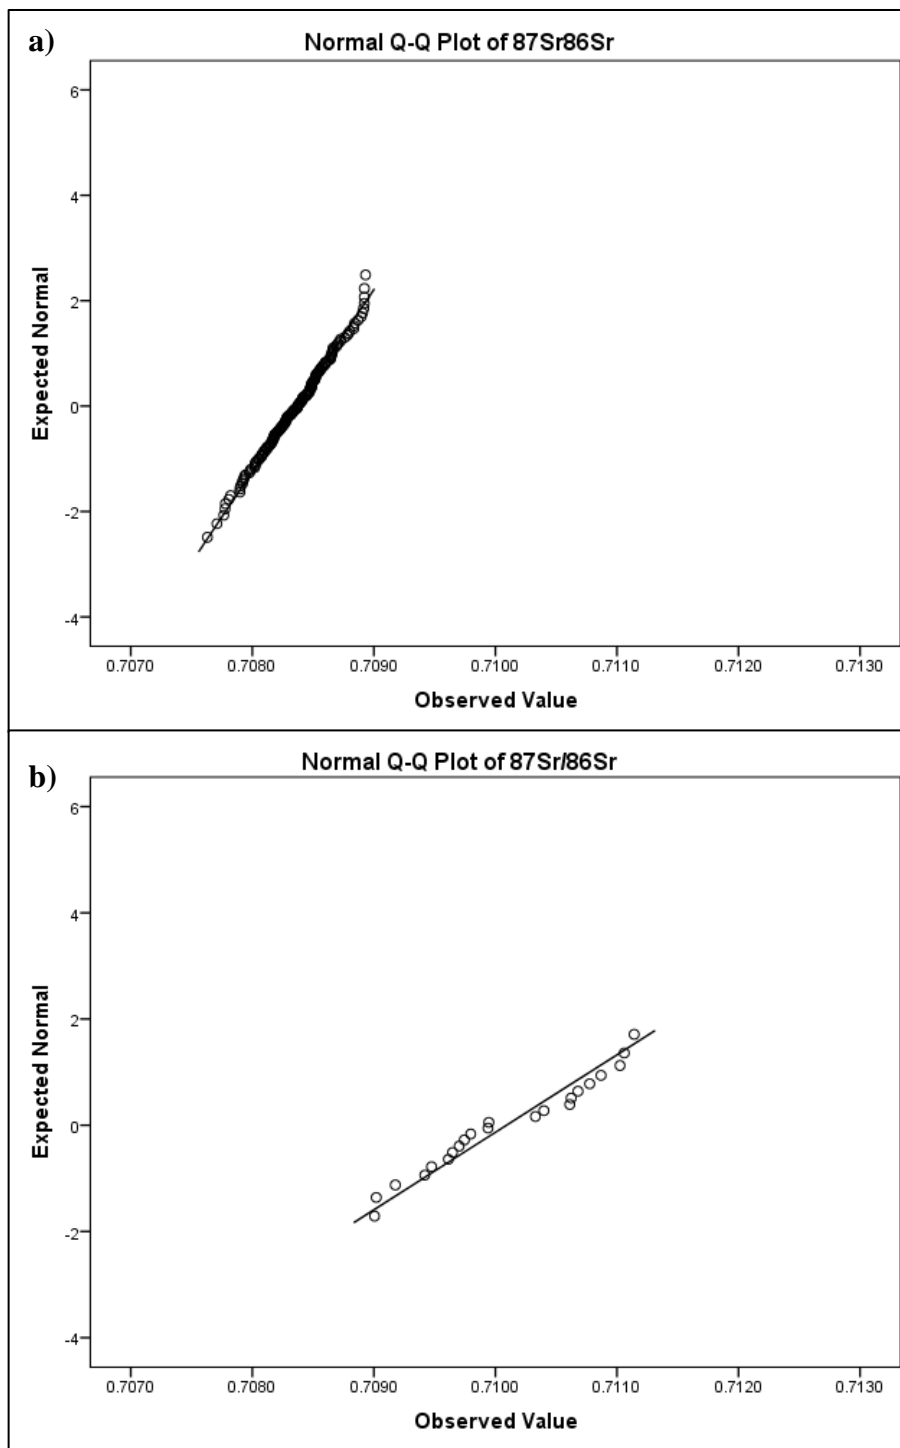 a)
Normal Q-Q Plot of 87Sr86Sr
6
4
2
0
-2
-4
Expected Normal
0.7070 0.7080 0.7090 0.7100 0.7110 0.7120 0.7130
Observed Value
b)
Normal Q-Q Plot of 87Sr/86Sr
6
4
2
0
-2
-4
Expected Normal
0.7070 0.7080 0.7090 0.7100 0.7110 0.7120 0.7130
Observed Value